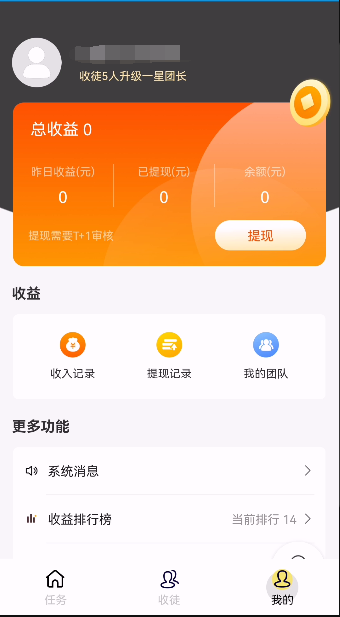 收徒5人升级一星团长
总收益 0
昨日收益(元) 已提现(元) 余额(元)
0 0 0
提现需要T+1审核 提现
收益
收入记录 提现记录 我的团队
更多功能
系统消息
收益排行榜 当前排行 14
任务 收徒 我的